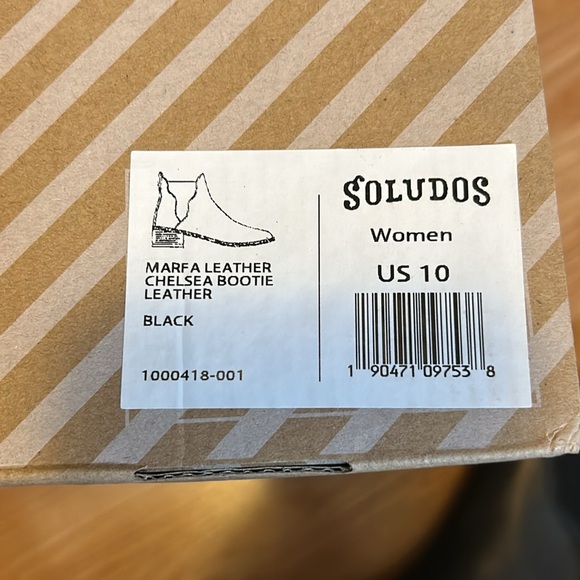 MARFA LEATHER
CHELSEA BOOTIE
LEATHER
BLACK
1000418-001
SOLUDOS
Women
US 10
1 90471 09753 8